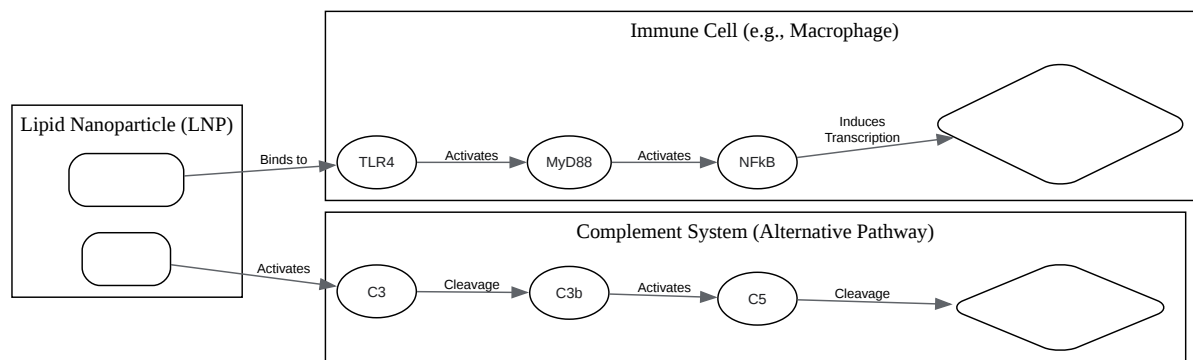 Immune Cell (e.g., Macrophage)
Lipid Nanoparticle (LNP)
Binds to
TLR4
Activates
MyD88
Activates
NFkB
Induces
Transcription
Complement System (Alternative Pathway)
Activates
C3
Cleavage
C3b
Activates
C5
Cleavage